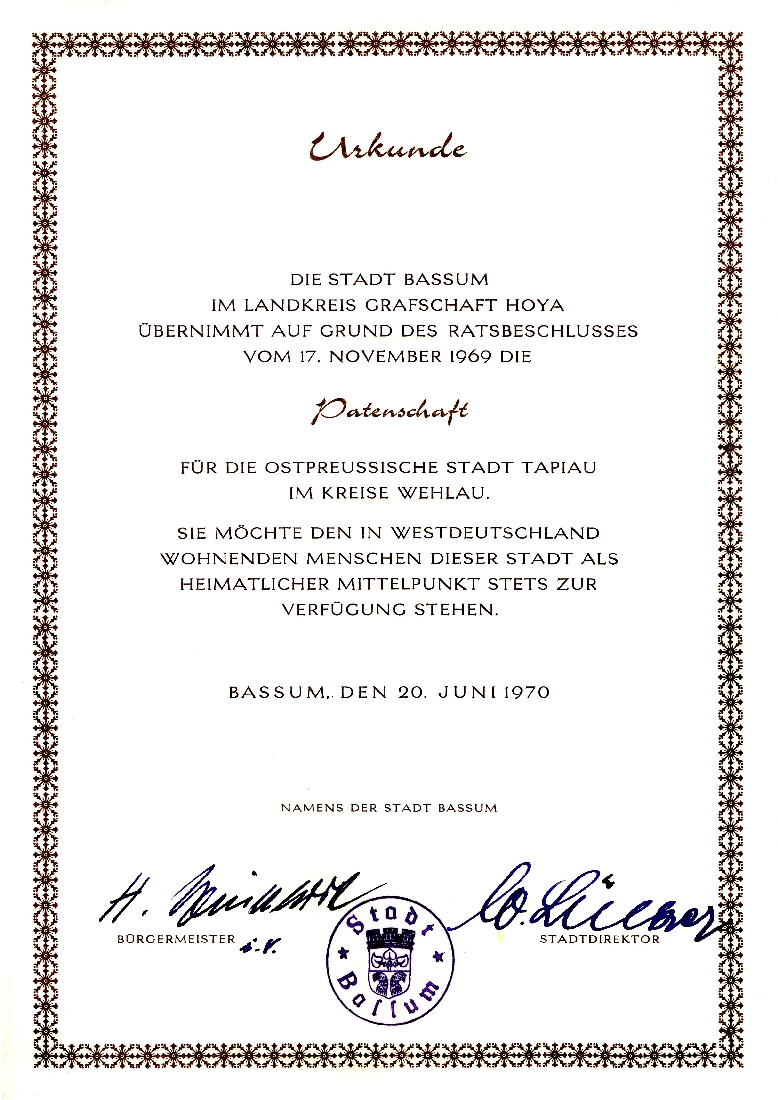 Urkunde
DIE STADT BASSUM
IM LANDKREIS GRAFSCHAFT HOYA
ÜBERNIMMT AUF GRUND DES RATSBESCHLUSSES
VOM 17. NOVEMBER 1969 DIE
Patenschaft
FÜR DIE OSTPREUSSISCHE STADT TAPIAU
IM KREISE WEHLAU.
SIE MÖCHTE DEN IN WESTDEUTSCHLAND
WOHNENDEN MENSCHEN DIESER STADT ALS
HEIMATLICHER MITTELPUNKT STETS ZUR
VERFÜGUNG STEHEN.
BASSUM, DEN 20. JUNI 1970
NAMENS DER STADT BASSUM
H.
BÜRGERMEISTER i.V.
STADTDIREKTOR
Stadt
Bassum